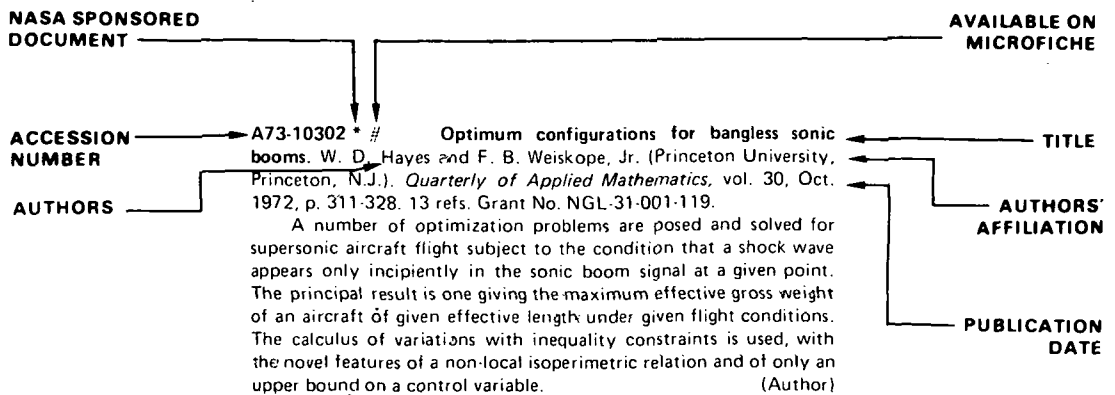 NASA SPONSORED
DOCUMENT
AVAILABLE ON
MICROFICHE
ACCESSION
NUMBER
A73-10302 * # Optimum configurations for bangless sonic
TITLE
booms. W. D. Hayes and F. B. Weiskope, Jr. (Princeton University,
Princeton, N.J.). Quarterly of Applied Mathematics, vol. 30, Oct.
AUTHORS
1972, p. 311-328. 13 refs. Grant No. NGL-31-001-119.
AUTHORS'
AFFILIATION
A number of optimization problems are posed and solved for
supersonic aircraft flight subject to the condition that a shock wave
appears only incipiently in the sonic boom signal at a given point.
The principal result is one giving the maximum effective gross weight
of an aircraft of given effective length under given flight conditions.
The calculus of variations with inequality constraints is used, with
the novel features of a non-local isoperimetric relation and of only an
upper bound on a control variable. (Author)
PUBLICATION
DATE